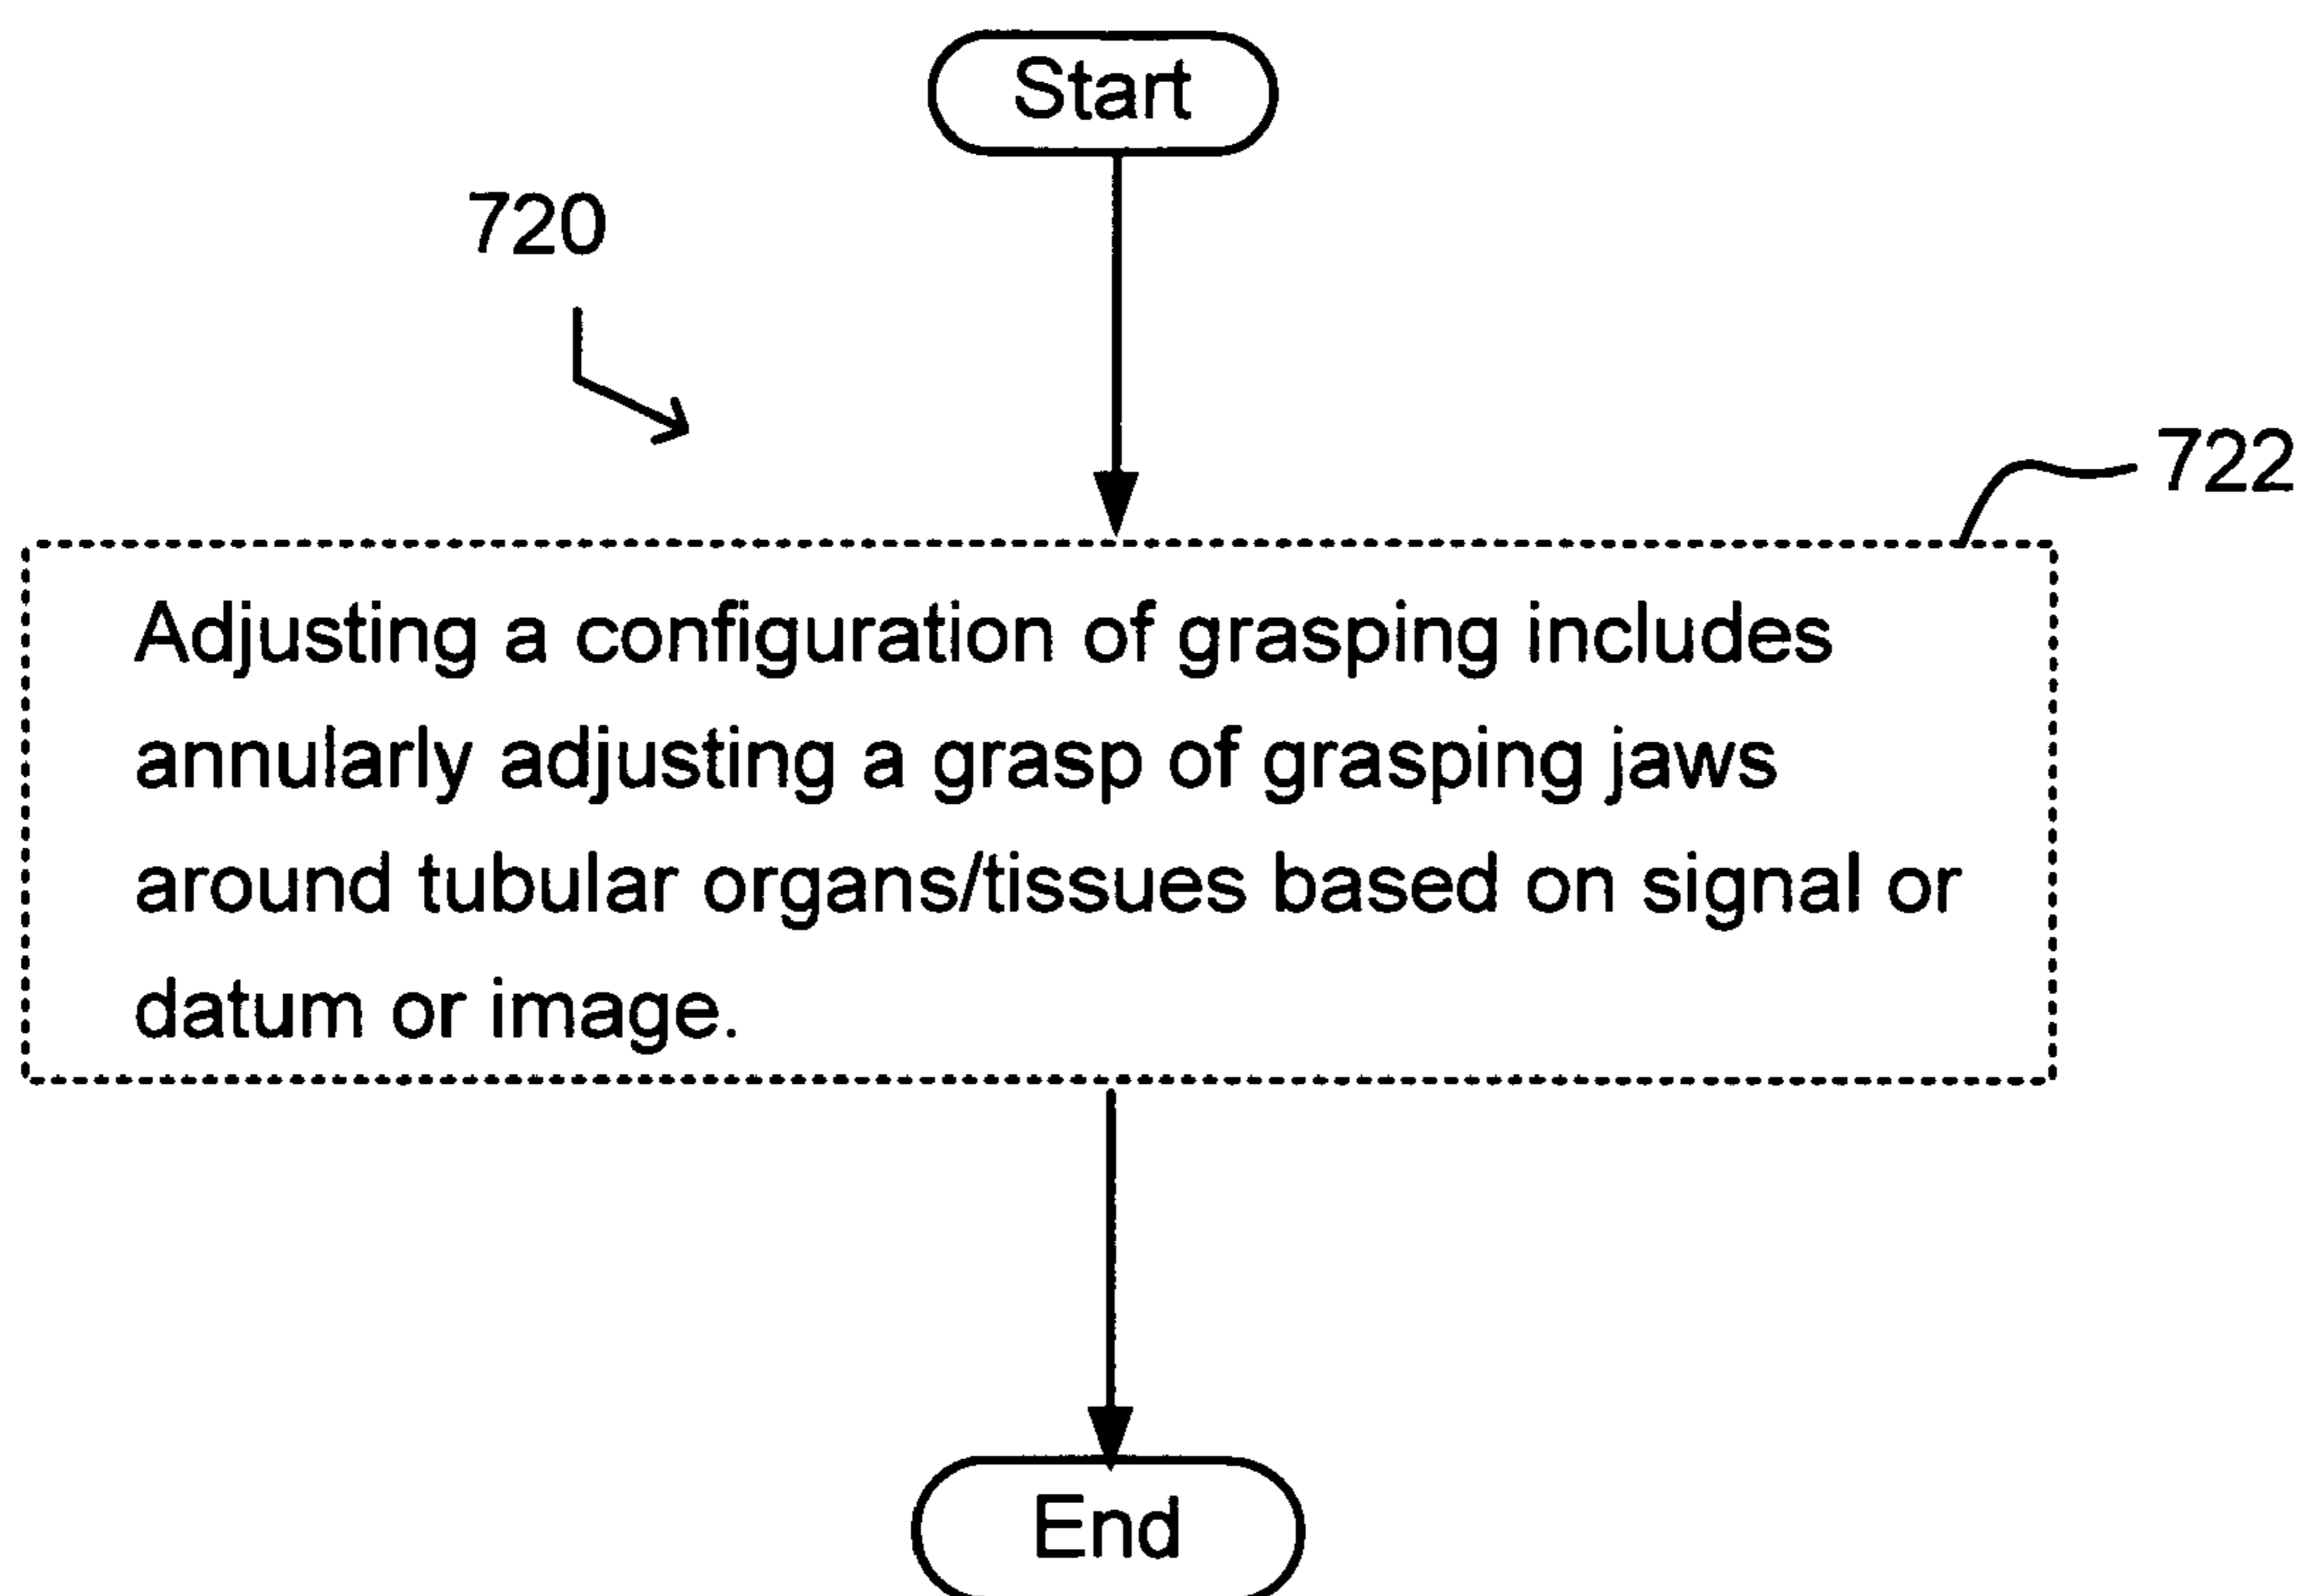 Start
720
722
Adjusting a configuration of grasping includes
annularly adjusting a grasp of grasping jaws
around tubular organs/tissues based on signal or
datum or image.
End